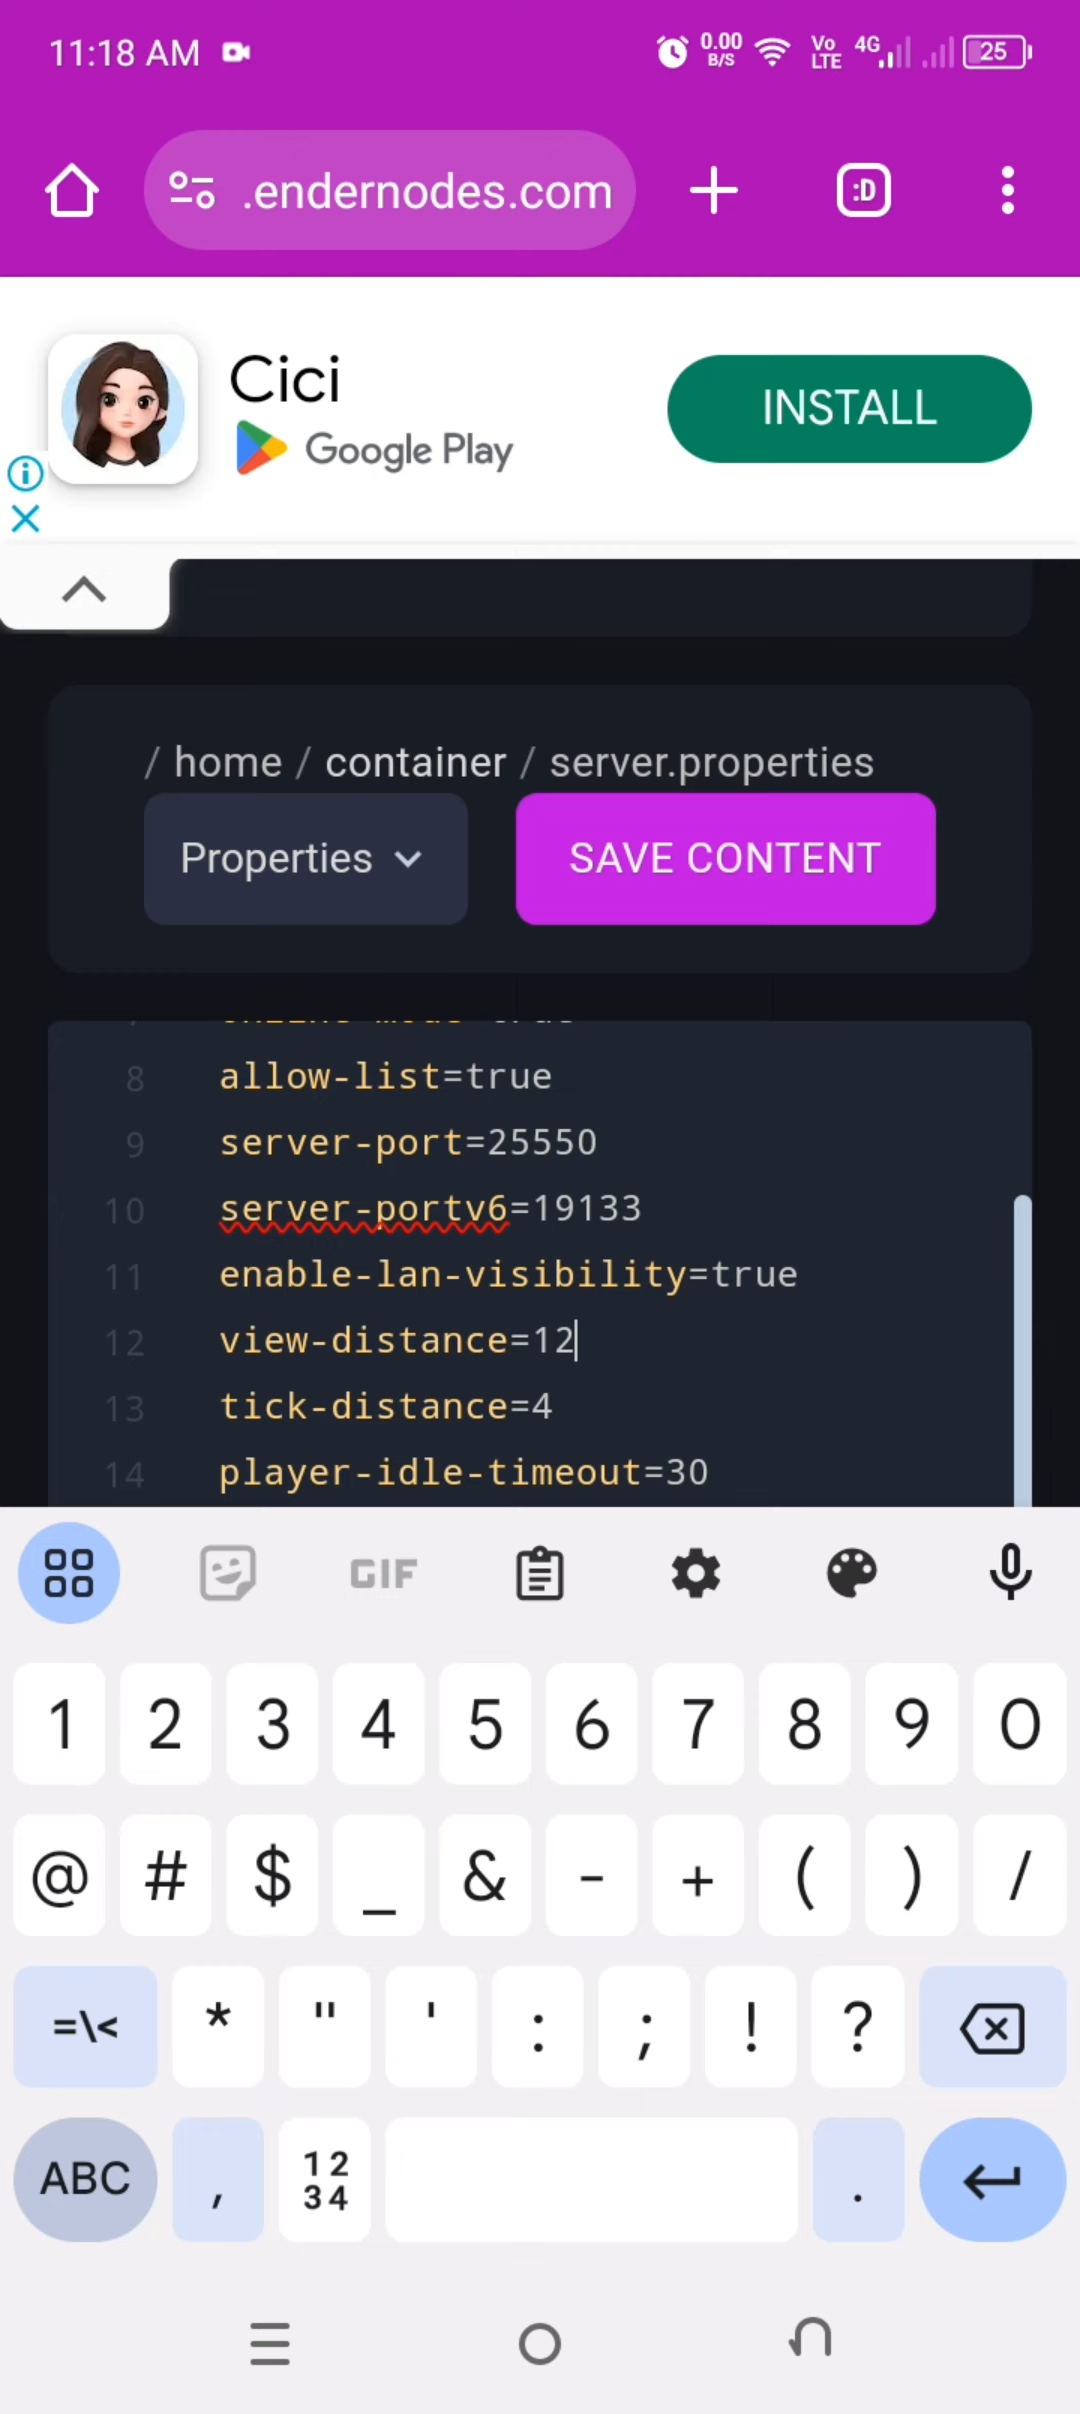 11:18 AM
0.00 B/S
Vo LTE
4G
25
.endernodes.com
:D
Cici
Google Play
INSTALL
/ home / container / server.properties
Properties
SAVE CONTENT
8 allow-list=true
9 server-port=25550
10 server-portv6=19133
11 enable-lan-visibility=true
12 view-distance=12
13 tick-distance=4
14 player-idle-timeout=30
GIF
1 2 3 4 5 6 7 8 9 0
@ # $ _ & - + ( ) /
=\< * " ' : ; ! ?
ABC , 12 34 .